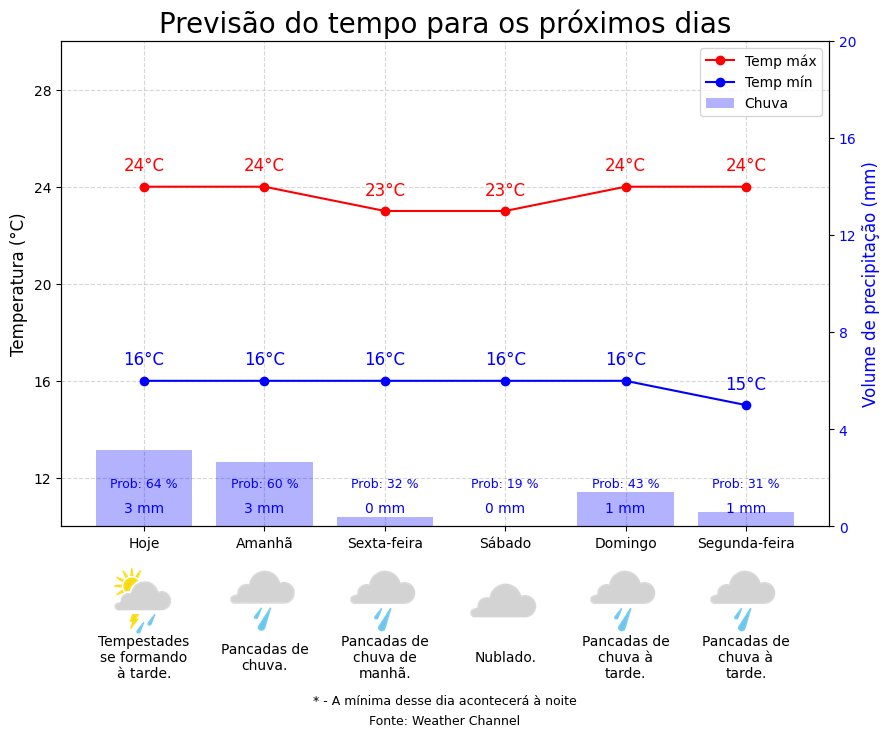 Previsão do tempo para os próximos dias
Temp máx
Temp mín
Chuva
Temperatura (°C)
Volume de precipitação (mm)
28
24
20
16
12
20
16
12
8
4
0
24°C 24°C 23°C 23°C 24°C 24°C
16°C 16°C 16°C 16°C 16°C 15°C
Prob: 64 % Prob: 60 % Prob: 32 % Prob: 19 % Prob: 43 % Prob: 31 %
3 mm 3 mm 0 mm 0 mm 1 mm 1 mm
Hoje Amanhã Sexta-feira Sábado Domingo Segunda-feira
Tempestades
se formando
à tarde.
Pancadas de
chuva.
Pancadas de
chuva de
manhã.
Nublado.
Pancadas de
chuva à
tarde.
Pancadas de
chuva à
tarde.
* - A mínima desse dia acontecerá à noite
Fonte: Weather Channel